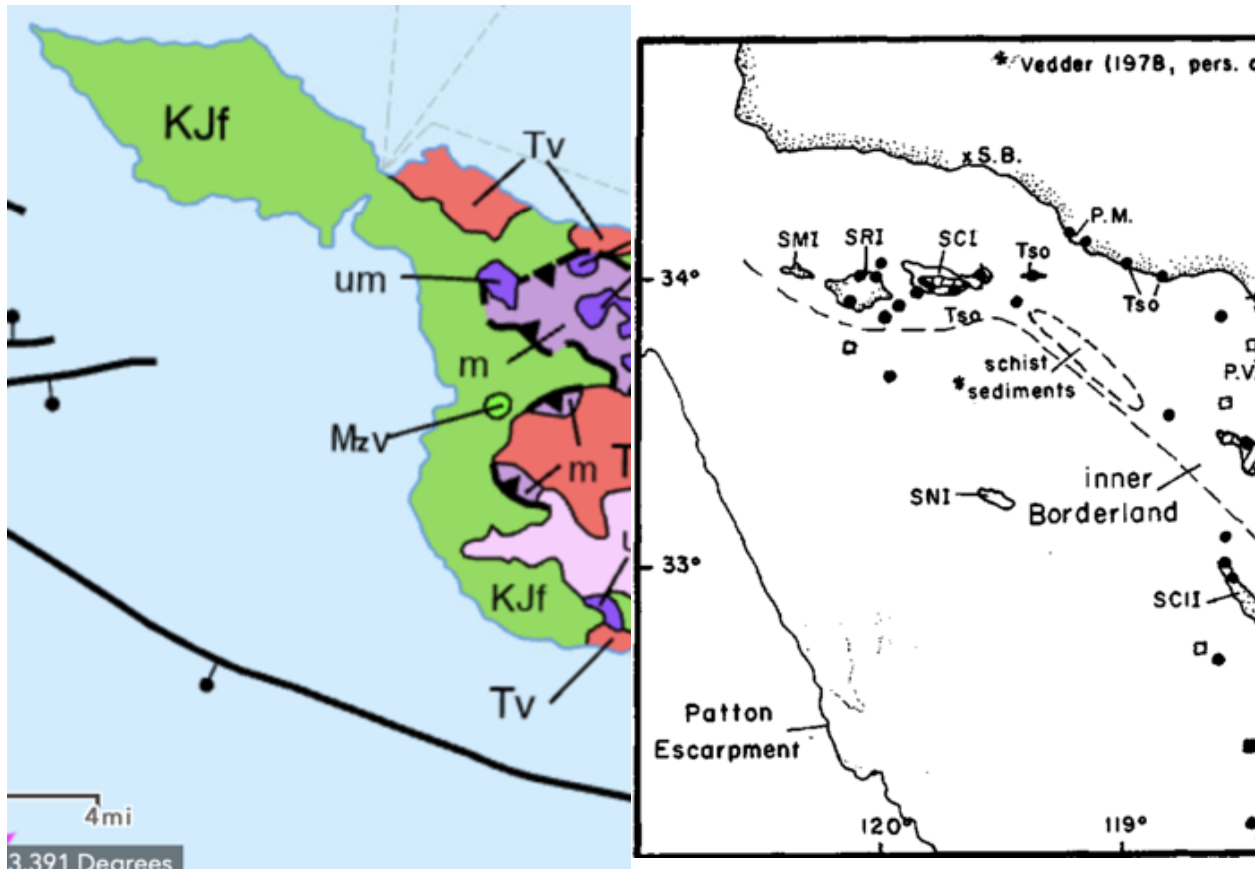 KJf
Tv
um
m
MzV
T
m
KJf
Tv
4mi
3.391 Degrees
* Vedder (1978, pers.
x S.B.
P.M.
SMI
SRI
SCI
Tso
34°
Tso
Tso
schist
sediments
*
P.V.
inner
Borderland
SNI
33°
SCII
Patton
Escarpment
120°
119°